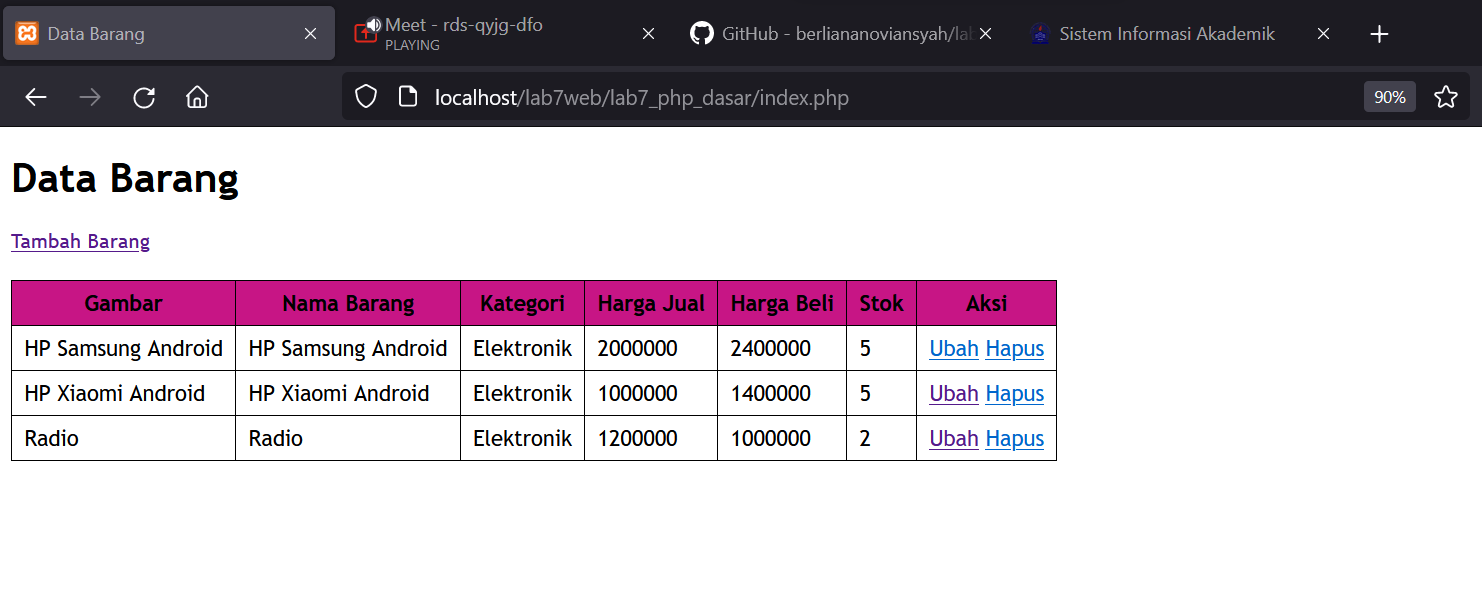 Data Barang
Meet - rds-qyjg-dfo
PLAYING
GitHub - berliananoviansyah/lab
Sistem Informasi Akademik
localhost/lab7web/lab7_php_dasar/index.php
90%
Data Barang
Tambah Barang
Gambar Nama Barang Kategori Harga Jual Harga Beli Stok Aksi
HP Samsung Android HP Samsung Android Elektronik 2000000 2400000 5 Ubah Hapus
HP Xiaomi Android HP Xiaomi Android Elektronik 1000000 1400000 5 Ubah Hapus
Radio Radio Elektronik 1200000 1000000 2 Ubah Hapus